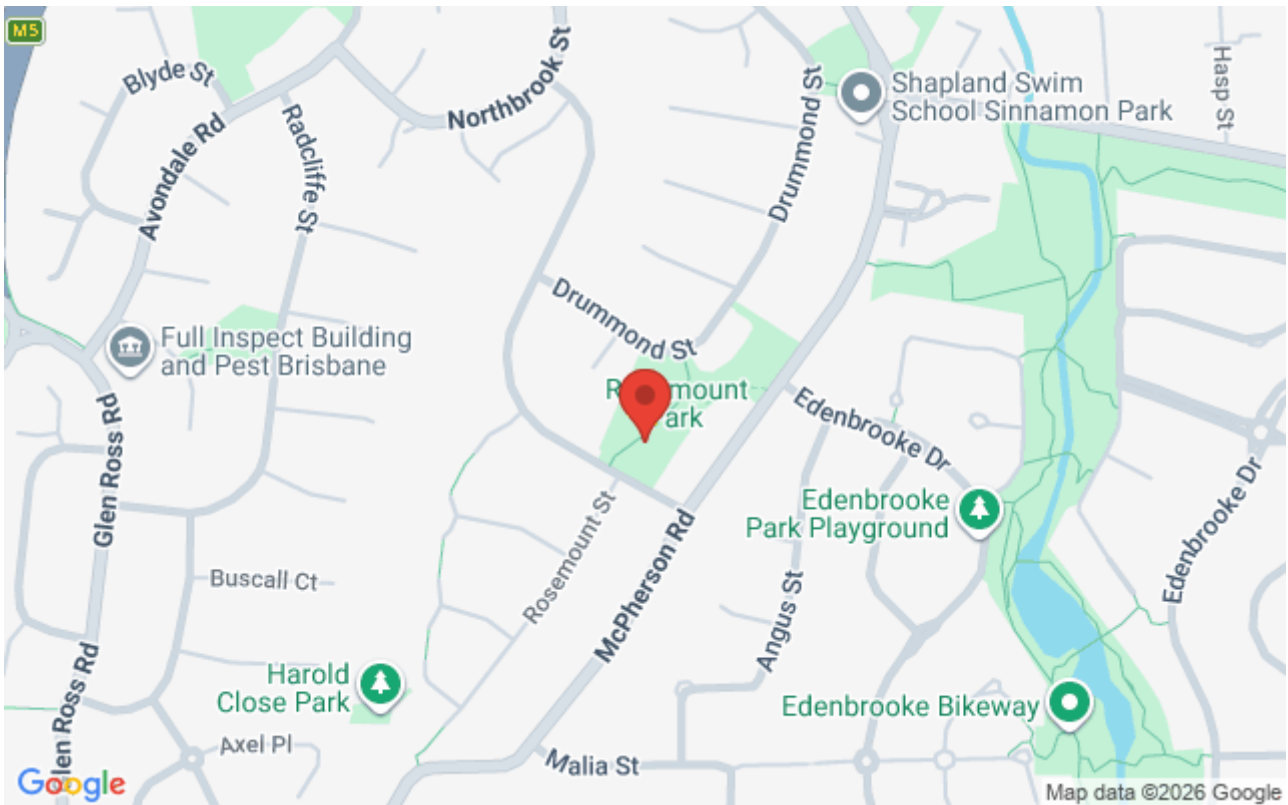 M5
Blyde St
Avondale Rd
Radcliffe St
Northbrook St
Drummond St
Shapland Swim
School Sinnamon Park
Hasp St
Full Inspect Building
and Pest Brisbane
Drummond St
Edenbrooke Dr
Glen Ross Rd
Rosemount St
McPherson Rd
Edenbrooke
Park Playground
Edenbrooke Dr
Buscall Ct
Angus St
Harold
Close Park
Edenbrooke Bikeway
Axel Pl
Malia St
Google
Map data ©2026 Google